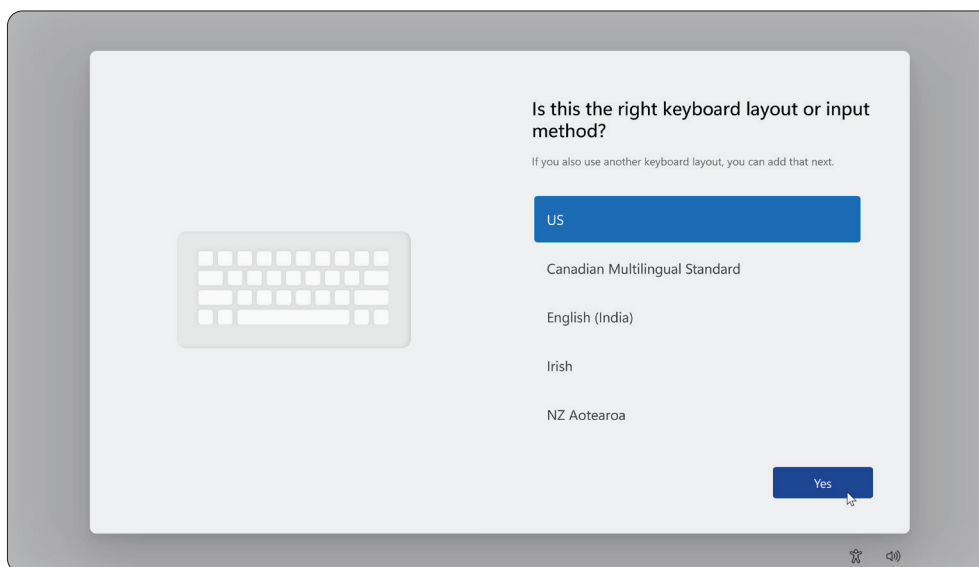 Is this the right keyboard layout or input
method?
If you also use another keyboard layout, you can add that next.
US
Canadian Multilingual Standard
English (India)
Irish
NZ Aotearoa
Yes